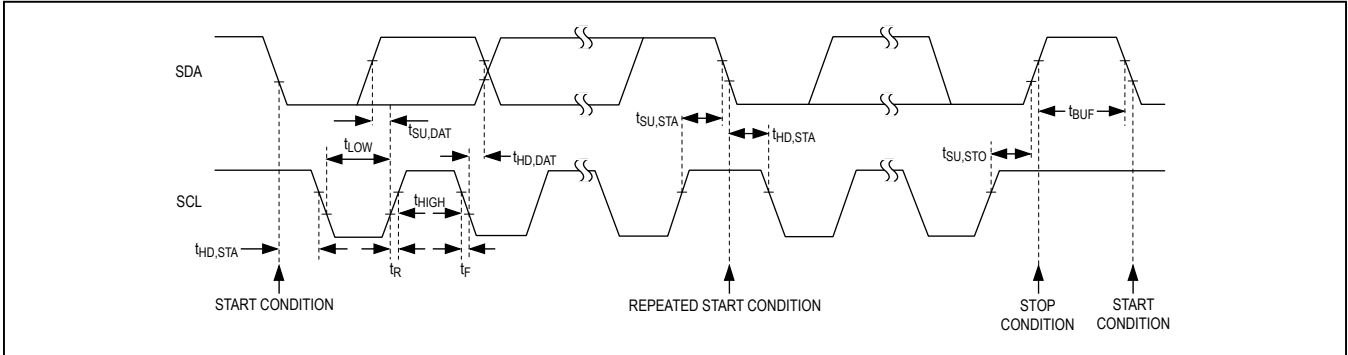 SDA
tSU,DAT
tLOW
tHD,DAT
tSU,STA
tHD,STA
tBUF
tSU,STO
SCL
tHIGH
tHD,STA
tR
tF
START CONDITION
REPEATED START CONDITION
STOP
CONDITION
START
CONDITION